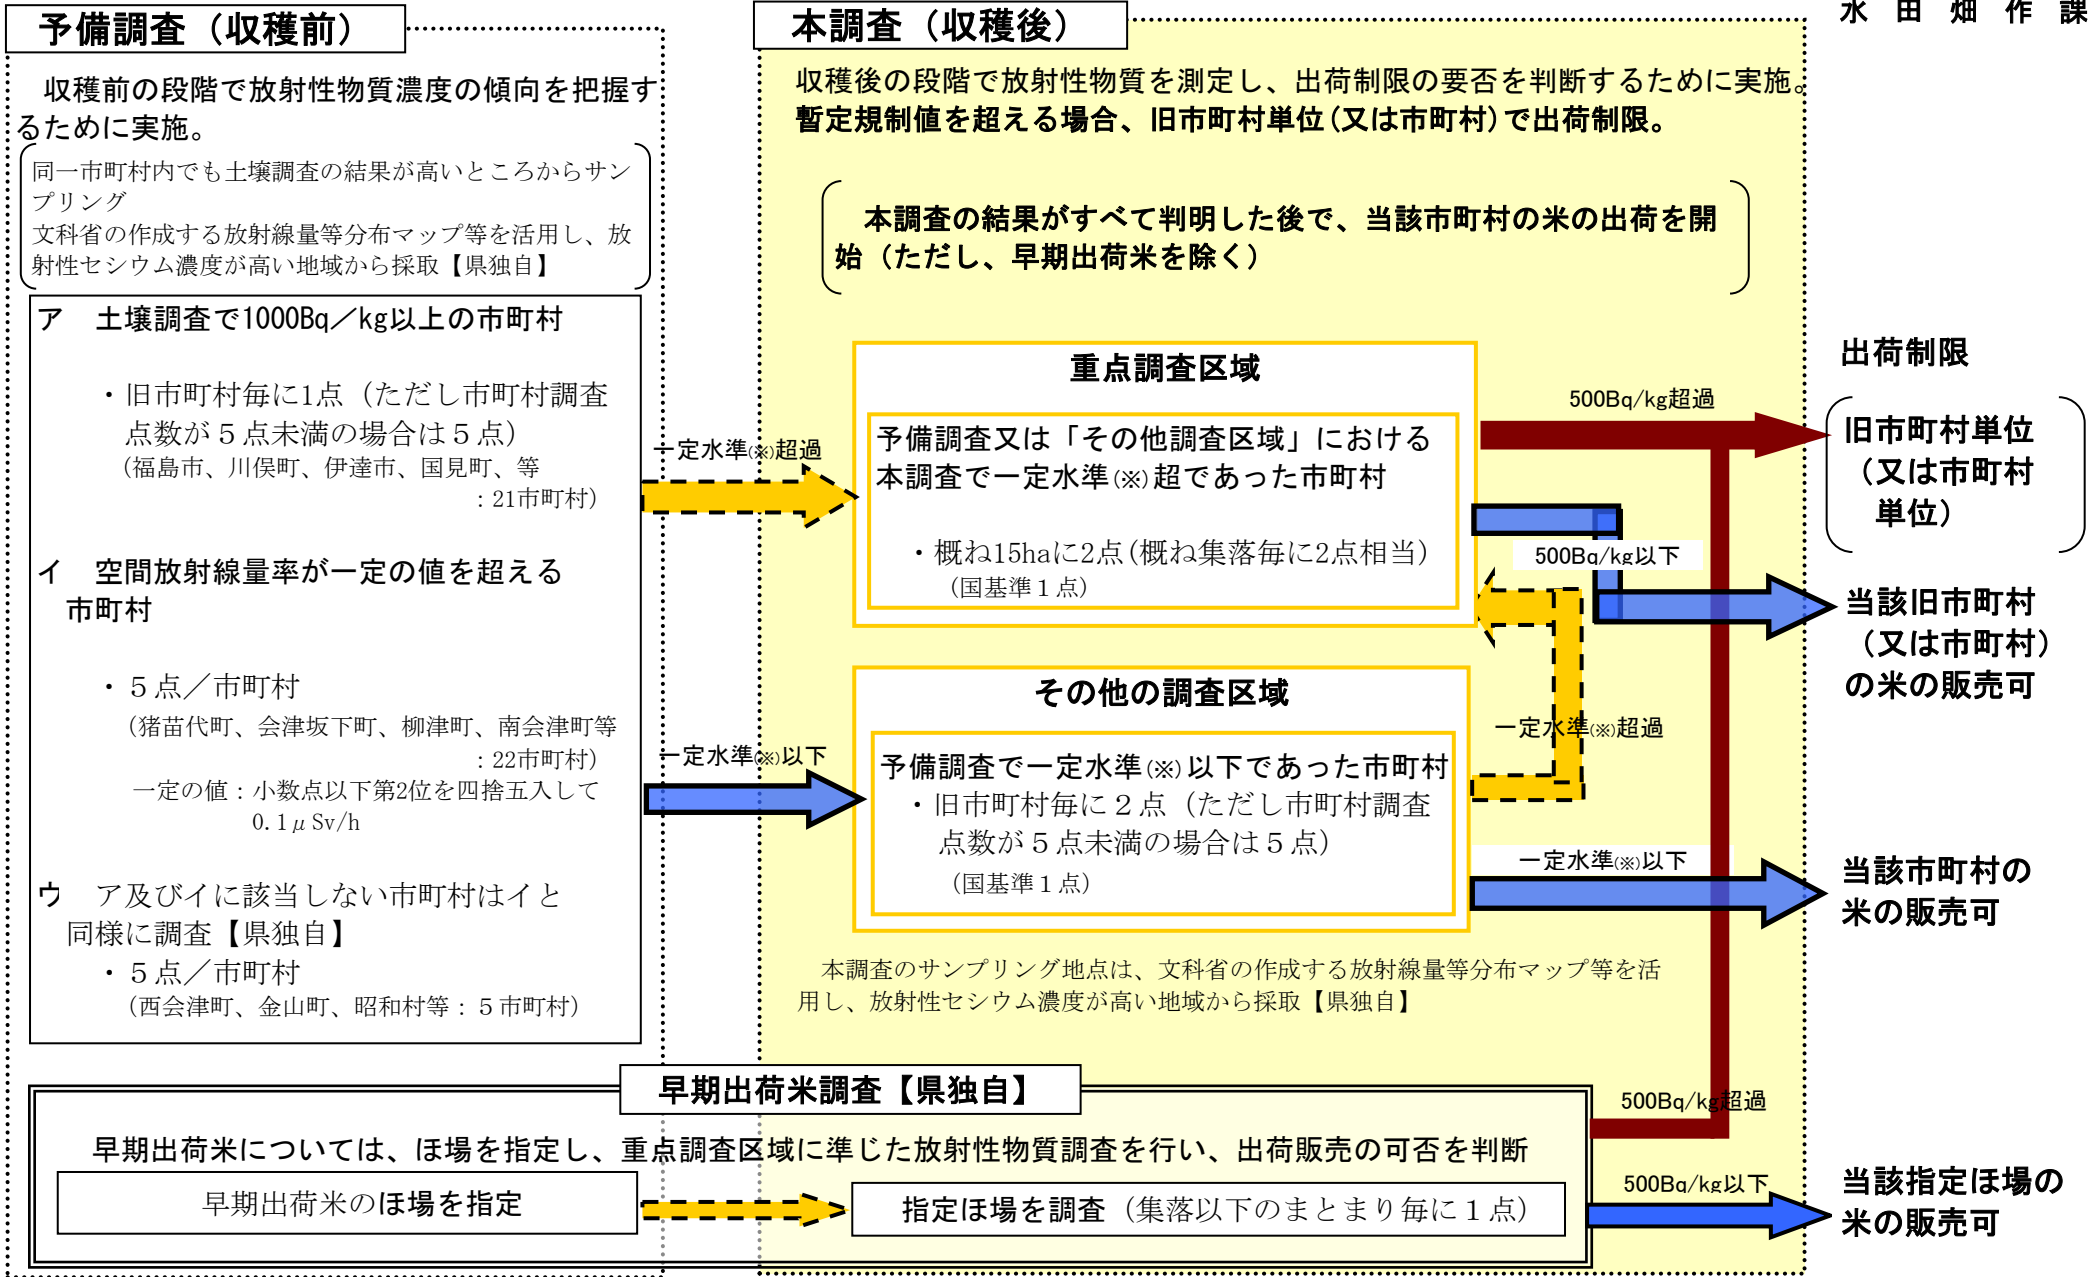 水田畑作課
予備調査（収穫前）
収穫前の段階で放射性物質濃度の傾向を把握す
るために実施。
同一市町村内でも土壌調査の結果が高いところからサン
プリング
文科省の作成する放射線量等分布マップ等を活用し、放
射性セシウム濃度が高い地域から採取【県独自】
ア　土壌調査で1000Bq／kg以上の市町村
・旧市町村毎に1点（ただし市町村調査
点数が５点未満の場合は５点）
（福島市、川俣町、伊達市、国見町、等
：21市町村）
イ　空間放射線量率が一定の値を超える
市町村
・５点／市町村
（猪苗代町、会津坂下町、柳津町、南会津町等
：22市町村）
一定の値：小数点以下第2位を四捨五入して
0.1μSv/h
ウ　ア及びイに該当しない市町村はイと
同様に調査【県独自】
・５点／市町村
（西会津町、金山町、昭和村等：５市町村）
一定水準(※)超過
一定水準(※)以下
本調査（収穫後）
収穫後の段階で放射性物質を測定し、出荷制限の要否を判断するために実施。
暫定規制値を超える場合、旧市町村単位(又は市町村)で出荷制限。
本調査の結果がすべて判明した後で、当該市町村の米の出荷を開
始（ただし、早期出荷米を除く）
重点調査区域
予備調査又は「その他調査区域」における
本調査で一定水準(※)超であった市町村
・概ね15haに2点(概ね集落毎に2点相当)
（国基準１点）
その他の調査区域
予備調査で一定水準(※)以下であった市町村
・旧市町村毎に２点（ただし市町村調査
点数が５点未満の場合は５点）
（国基準１点）
本調査のサンプリング地点は、文科省の作成する放射線量等分布マップ等を活
用し、放射性セシウム濃度が高い地域から採取【県独自】
500Bq/kg超過
500Bq/kg以下
一定水準(※)超過
一定水準(※)以下
出荷制限
旧市町村単位
（又は市町村
単位）
当該旧市町村
（又は市町村）
の米の販売可
当該市町村の
米の販売可
早期出荷米調査【県独自】
早期出荷米については、ほ場を指定し、重点調査区域に準じた放射性物質調査を行い、出荷販売の可否を判断
早期出荷米のほ場を指定
指定ほ場を調査（集落以下のまとまり毎に１点）
500Bq/kg超過
500Bq/kg以下
当該指定ほ場の
米の販売可